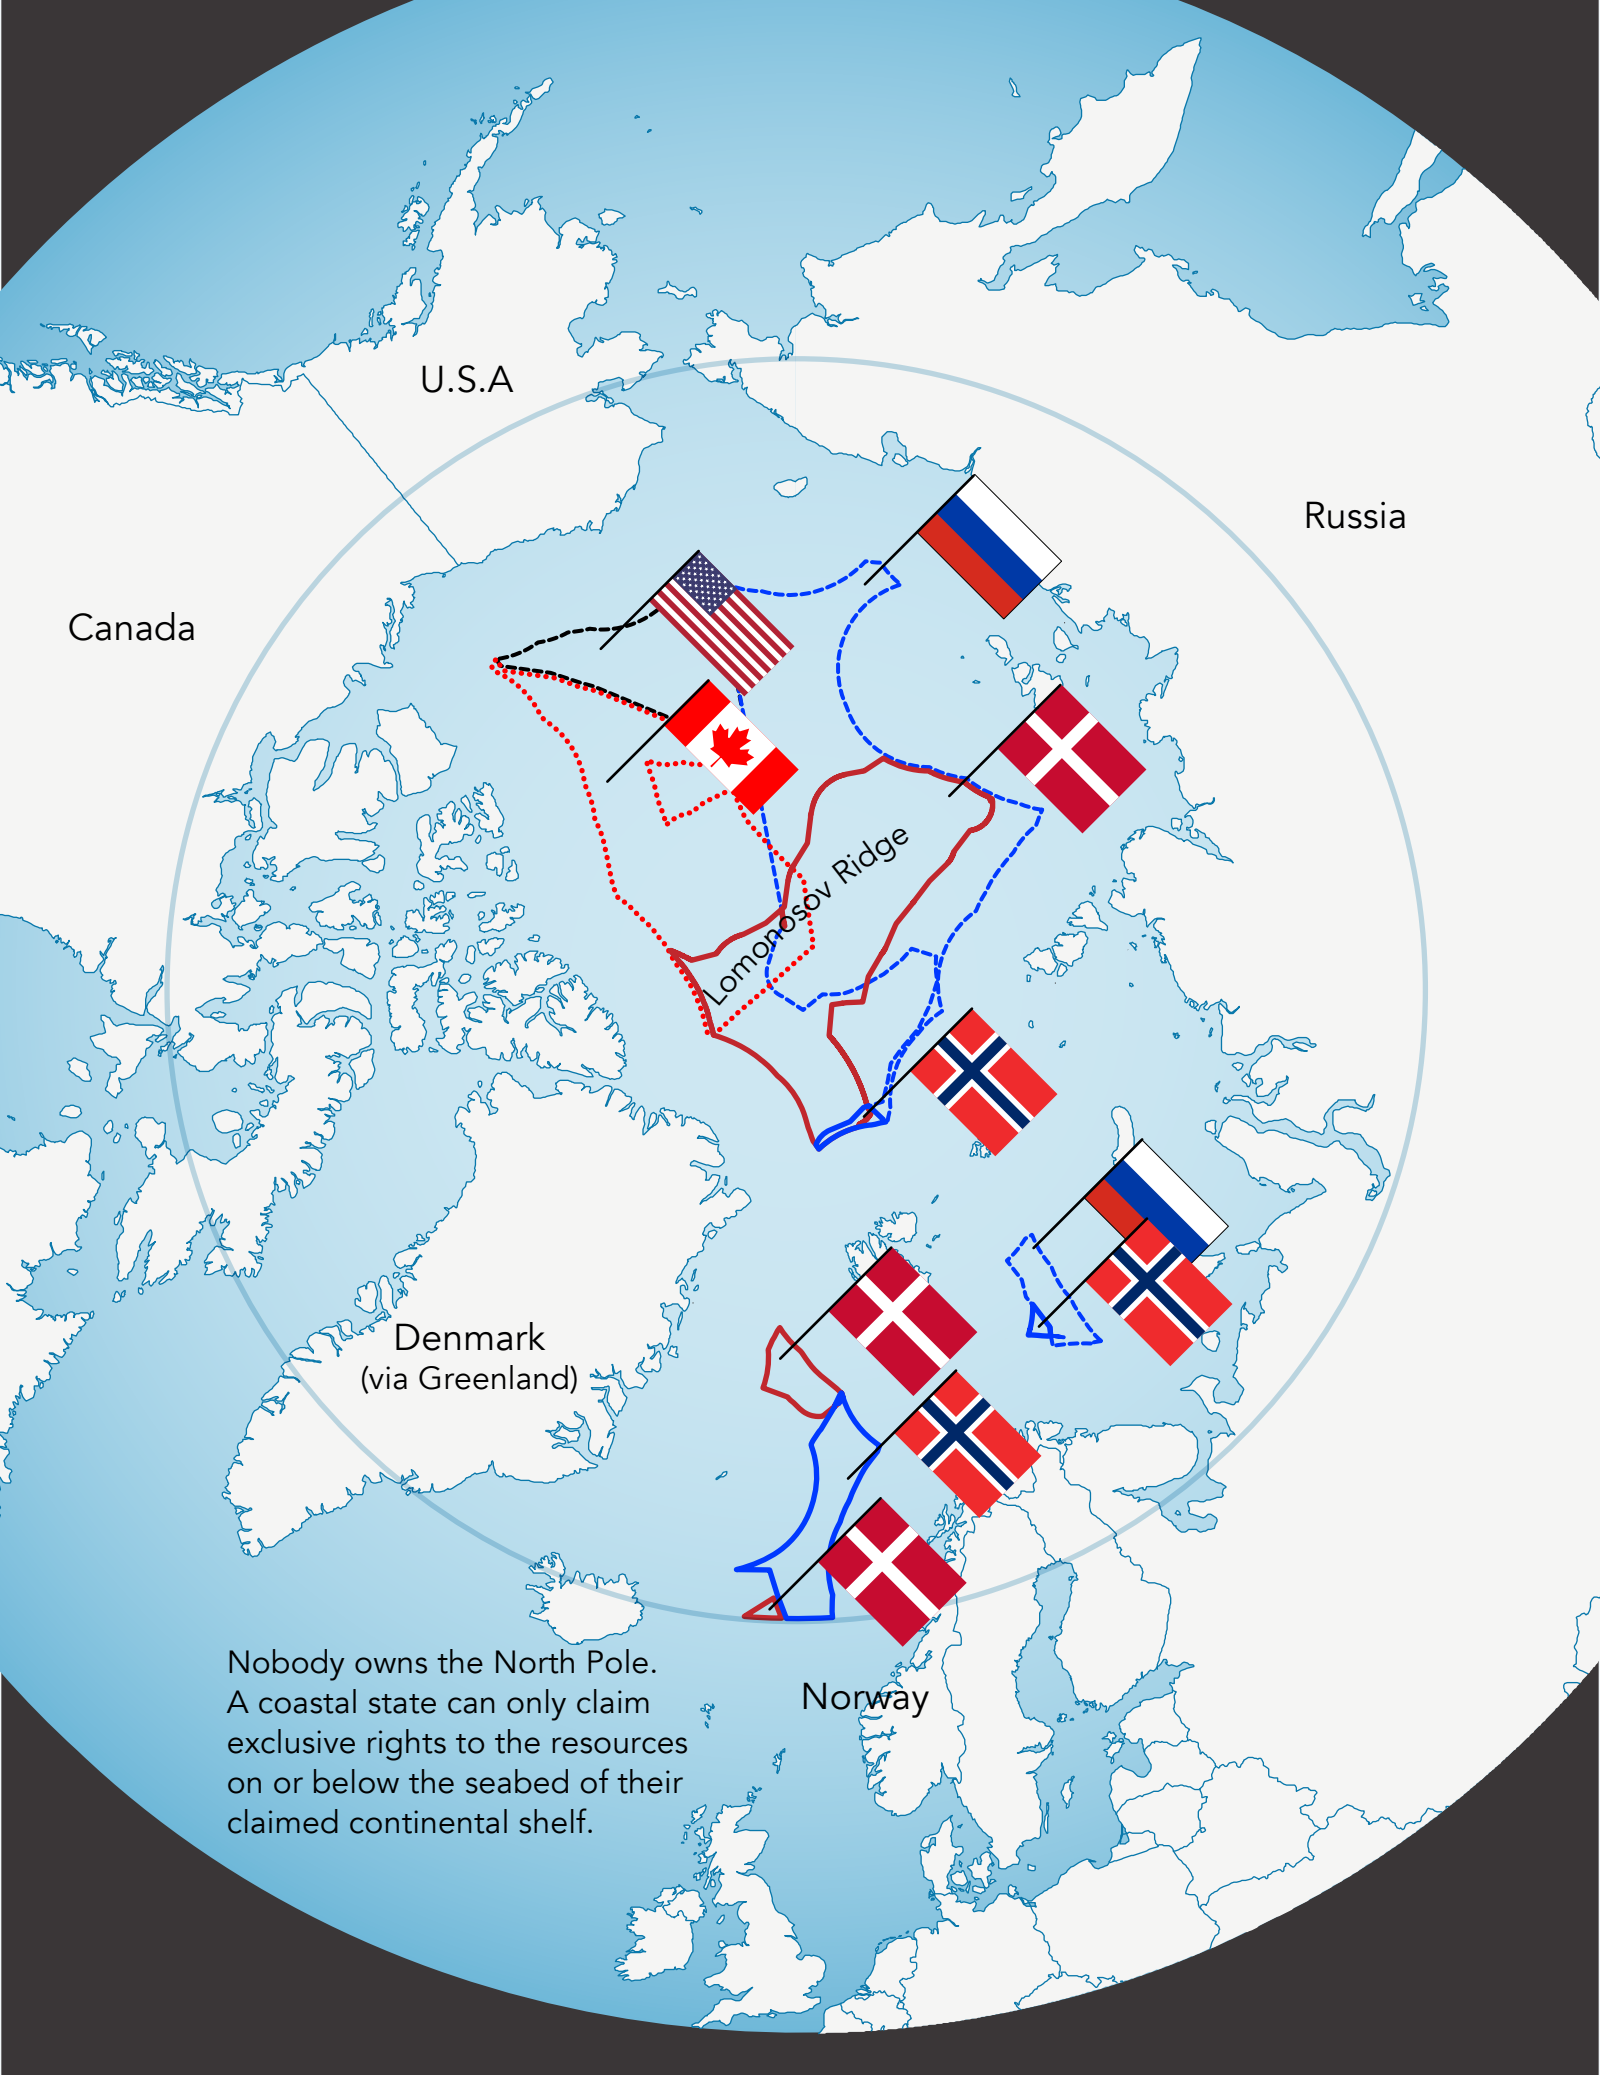 U.S.A
Russia
Canada
Lomonosov Ridge
Denmark
(via Greenland)
Nobody owns the North Pole.
A coastal state can only claim
exclusive rights to the resources
on or below the seabed of their
claimed continental shelf.
Norway